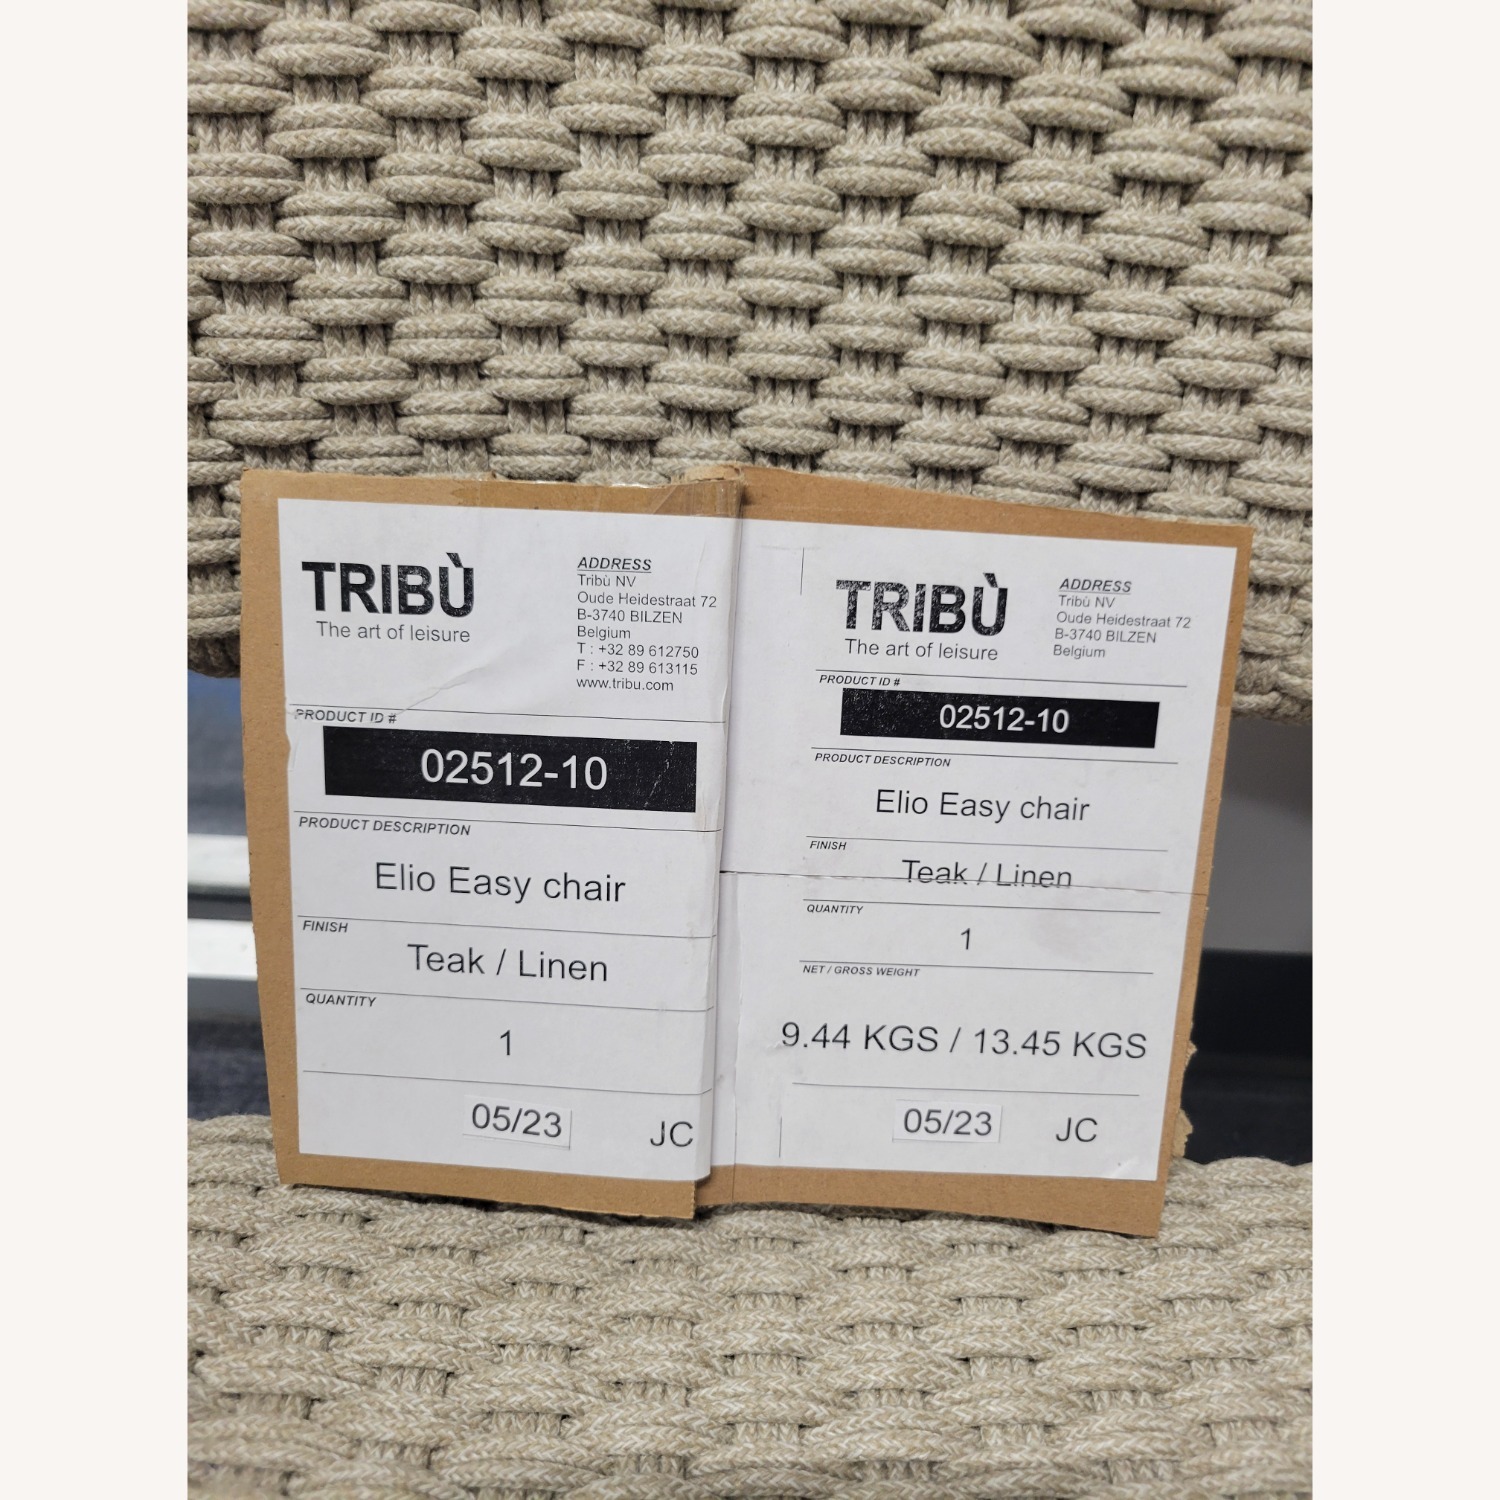 TRIBÙ
The art of leisure
ADDRESS
Tribù NV
Oude Heidestraat 72
B-3740 BILZEN
Belgium
T : +32 89 612750
F : +32 89 613115
www.tribu.com
PRODUCT ID #
02512-10
PRODUCT DESCRIPTION
Elio Easy chair
FINISH
Teak / Linen
QUANTITY
1
05/23 JC
TRIBÙ
The art of leisure
ADDRESS
Tribù NV
Oude Heidestraat 72
B-3740 BILZEN
Belgium
PRODUCT ID #
02512-10
PRODUCT DESCRIPTION
Elio Easy chair
FINISH
Teak / Linen
QUANTITY
1
NET / GROSS WEIGHT
9.44 KGS / 13.45 KGS
05/23 JC